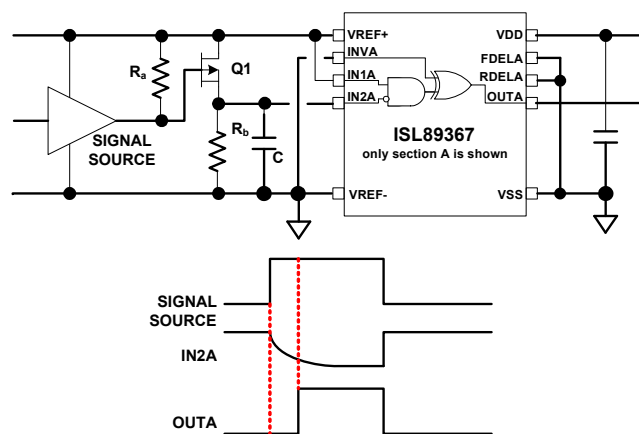 VREF+
VDD
INVA
FDELA
Ra
Q1
IN1A
RDELA
IN2A
OUTA
SIGNAL
SOURCE
Rb
C
ISL89367
only section A is shown
VREF-
VSS
SIGNAL
SOURCE
IN2A
OUTA